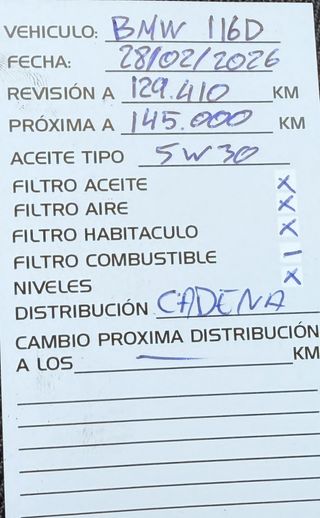 VEHICULO: BMW 116D
FECHA: 28/02/2026
REVISIÓN A 129.410 KM
PRÓXIMA A 145.000 KM
ACEITE TIPO 5W30
FILTRO ACEITE X
FILTRO AIRE X
FILTRO HABITACULO X
FILTRO COMBUSTIBLE -
NIVELES X
DISTRIBUCIÓN CADENA
CAMBIO PROXIMA DISTRIBUCIÓN
A LOS — KM